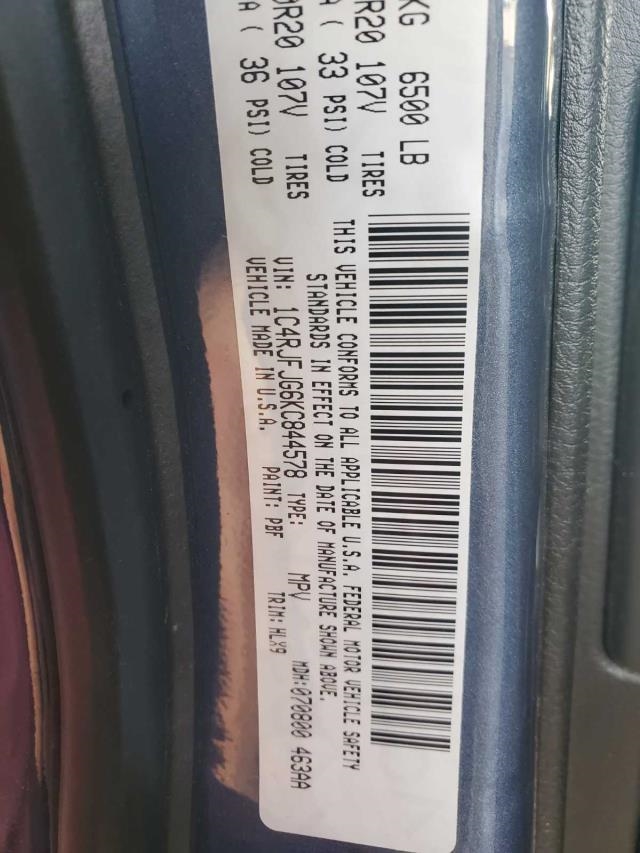 KG 6500 LB
R20 107V TIRES
A ( 33 PSI) COLD
R20 107V TIRES
A ( 36 PSI) COLD
THIS VEHICLE CONFORMS TO ALL APPLICABLE U.S.A. FEDERAL MOTOR VEHICLE SAFETY
STANDARDS IN EFFECT ON THE DATE OF MANUFACTURE SHOWN ABOVE.
VIN: 1C4RJFJG6KC844578 TYPE: MPV MDH:070800 463AA
VEHICLE MADE IN U.S.A. PAINT: PBF TRIM: HLX9